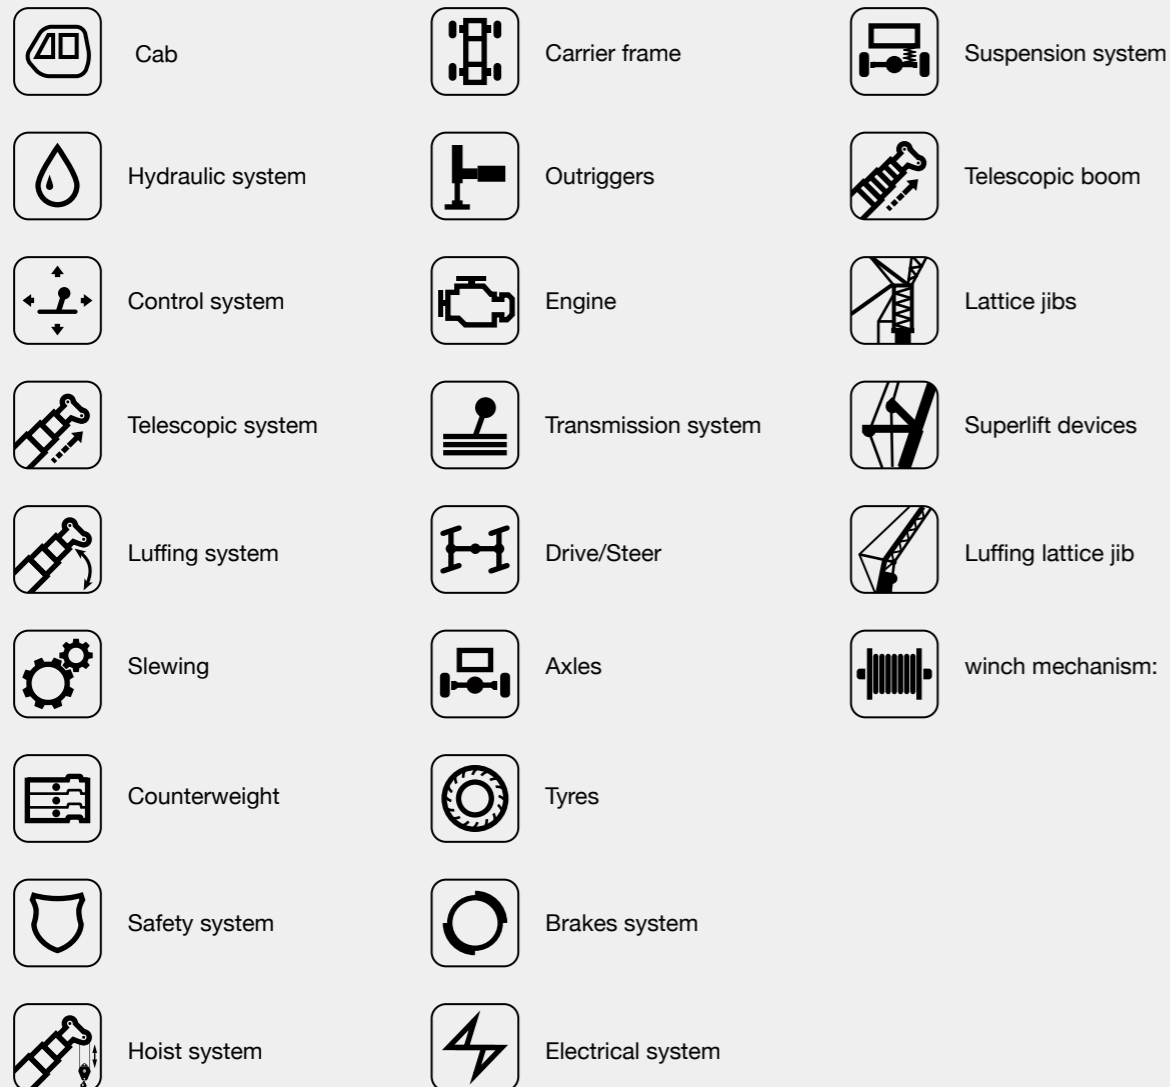 Cab
Hydraulic system
Control system
Telescopic system
Luffing system
Slewing
Counterweight
Safety system
Hoist system
Carrier frame
Outriggers
Engine
Transmission system
Drive/Steer
Axles
Tyres
Brakes system
Electrical system
Suspension system
Telescopic boom
Lattice jibs
Superlift devices
Luffing lattice jib
winch mechanism: